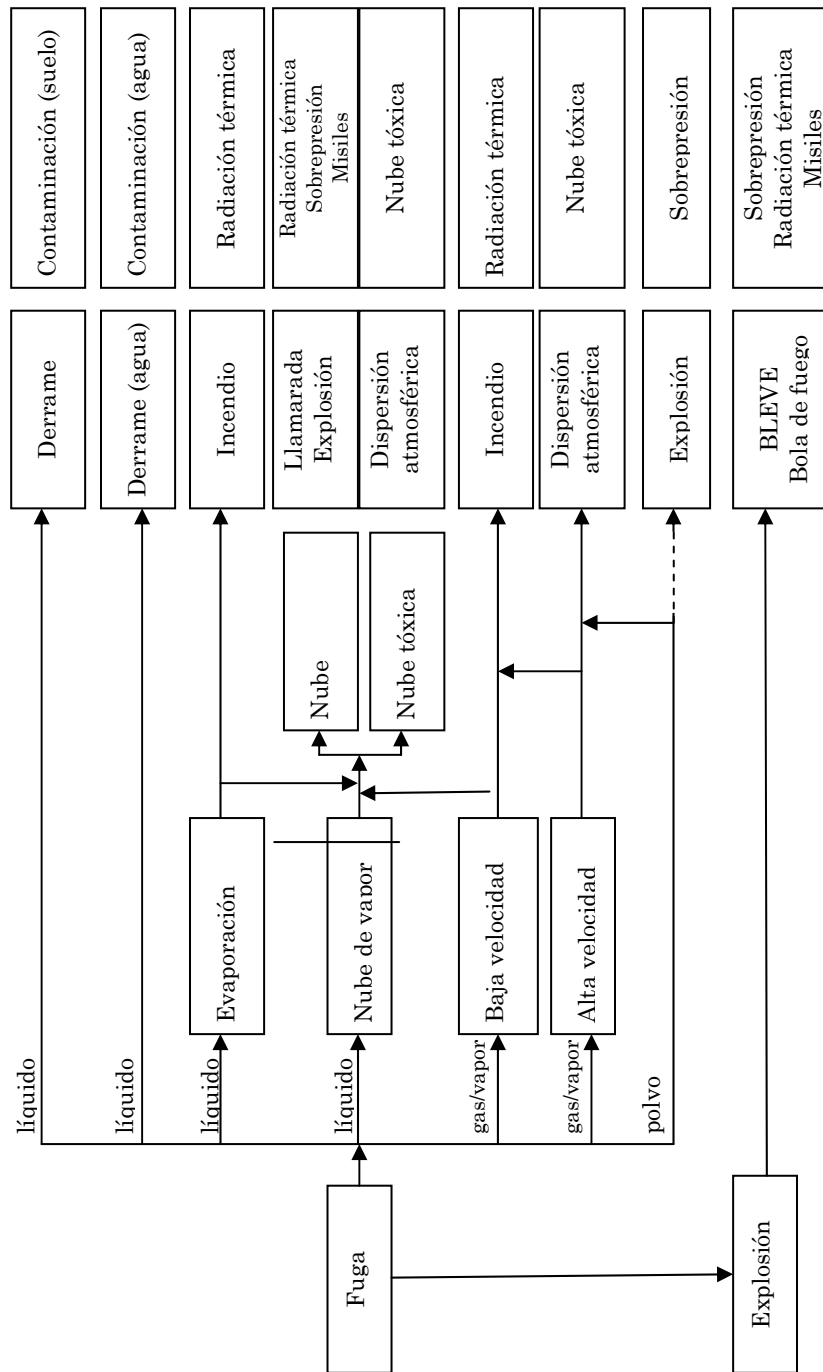 Fuga
Explosión
líquido
líquido
líquido
líquido
gas/vapor
gas/vapor
polvo
Evaporación
Nube de vapor
Baja velocidad
Alta velocidad
Nube
Nube tóxica
Derrame
Derrame (agua)
Incendio
Llamarada
Explosión
Dispersión
atmosférica
Incendio
Dispersión
atmosférica
Explosión
BLEVE
Bola de fuego
Contaminación (suelo)
Contaminación (agua)
Radiación térmica
Radiación térmica
Sobrepresión
Misiles
Nube tóxica
Radiación térmica
Nube tóxica
Sobrepresión
Sobrepresión
Radiación térmica
Misiles